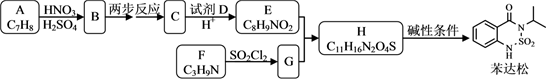 A
C₇H₈
HNO₃
H₂SO₄
B
两步反应
C
试剂 D
H⁺
E
C₈H₉NO₂
F
C₃H₉N
SO₂Cl₂
G
H
C₁₁H₁₆N₂O₄S
碱性条件
O
N
SO₂
N
H
苯达松